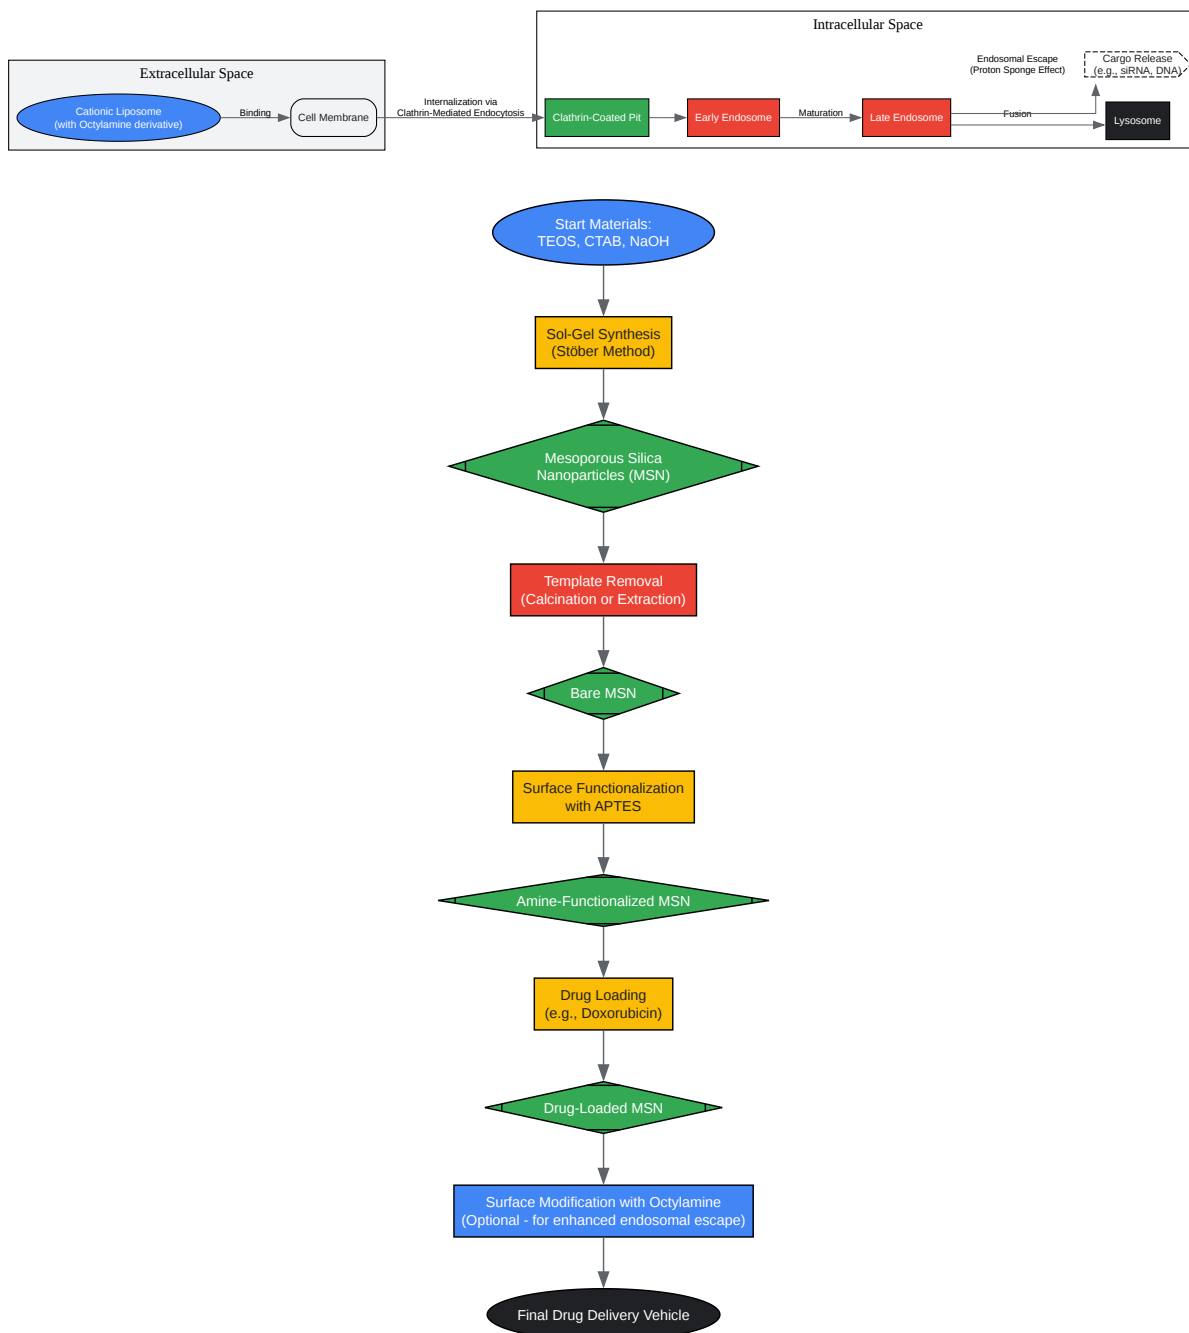 Extracellular Space
Cationic Liposome
(with Octylamine derivative)
Binding
Cell Membrane
Internalization via
Clathrin-Mediated Endocytosis
Intracellular Space
Clathrin-Coated Pit
Early Endosome
Maturation
Late Endosome
Endosomal Escape
(Proton Sponge Effect)
Fusion
Cargo Release
(e.g., siRNA, DNA)
Lysosome
Start Materials:
TEOS, CTAB, NaOH
Sol-Gel Synthesis
(Stöber Method)
Mesoporous Silica
Nanoparticles (MSN)
Template Removal
(Calcination or Extraction)
Bare MSN
Surface Functionalization
with APTES
Amine-Functionalized MSN
Drug Loading
(e.g., Doxorubicin)
Drug-Loaded MSN
Surface Modification with Octylamine
(Optional - for enhanced endosomal escape)
Final Drug Delivery Vehicle